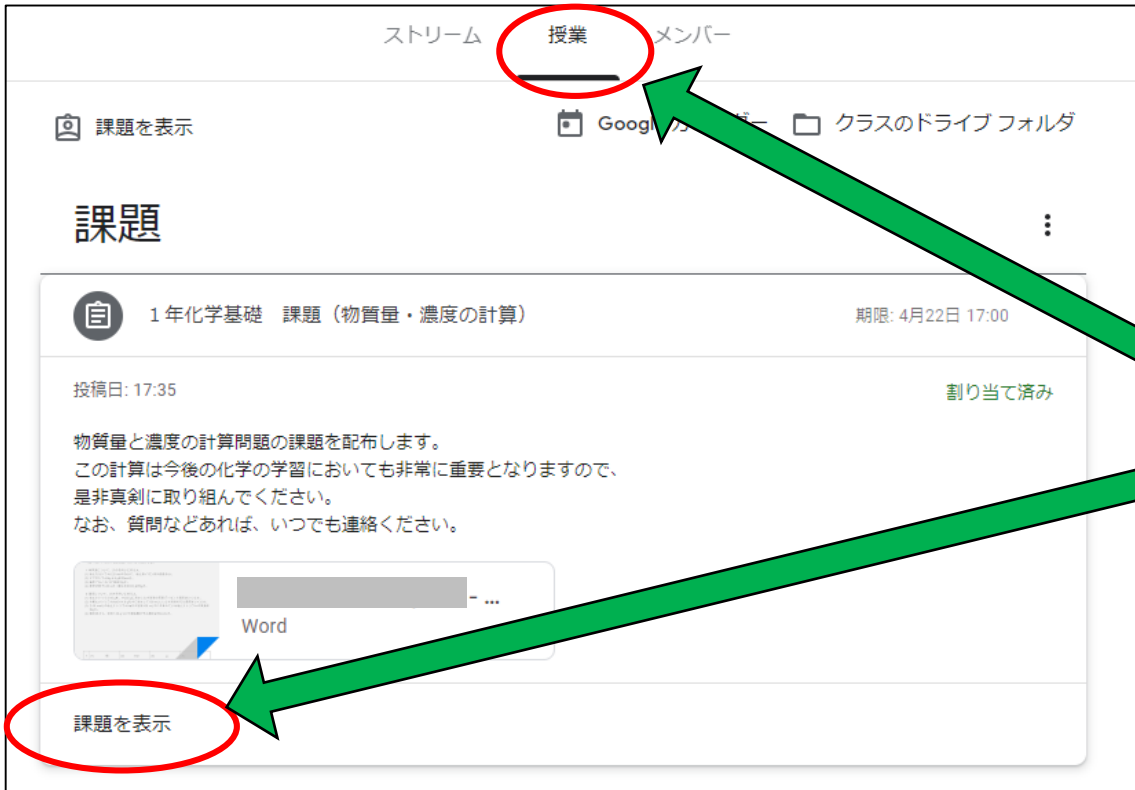 ストリーム 授業 メンバー
課題を表示 クラスのドライブ フォルダ
課題
1年化学基礎 課題（物質量・濃度の計算） 期限: 4月22日 17:00
投稿日: 17:35 割り当て済み
物質量と濃度の計算問題の課題を配布します。
この計算は今後の化学の学習においても非常に重要となりますので、
是非真剣に取り組んでください。
なお、質問などあれば、いつでも連絡ください。
- ...
Word
課題を表示